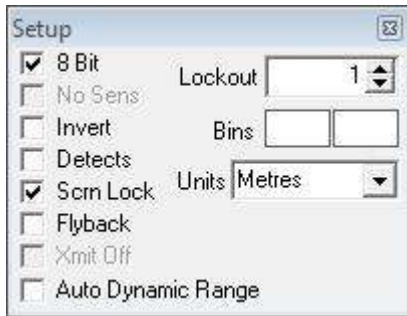 Setup
8 Bit
Lockout 1
No Sens
Invert
Bins
Detects
Scrn Lock
Units Metres
Flyback
Xmit Off
Auto Dynamic Range